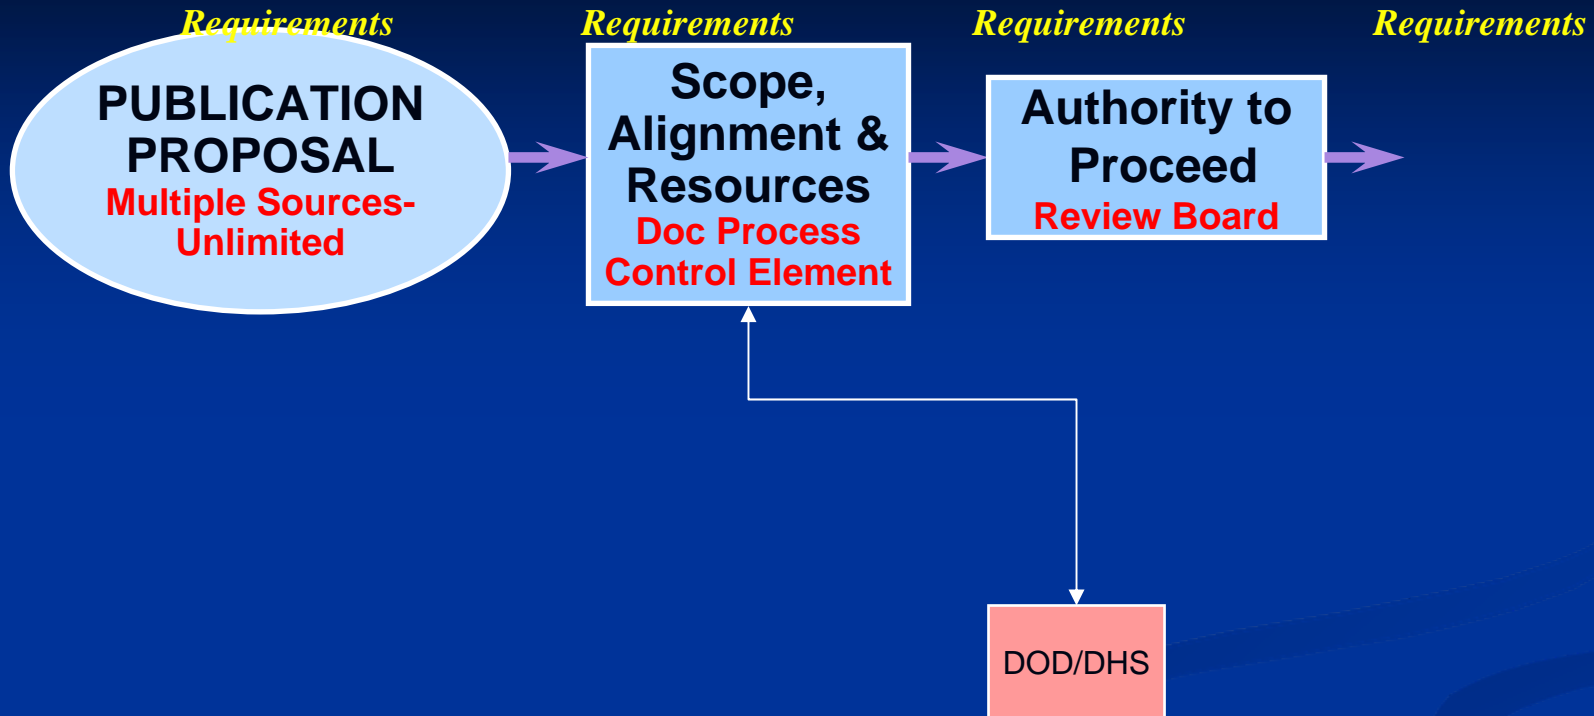 Requirements
Requirements
Requirements
Requirements
PUBLICATION
PROPOSAL
Multiple Sources-
Unlimited
Scope,
Alignment &
Resources
Doc Process
Control Element
Authority to
Proceed
Review Board
DOD/DHS